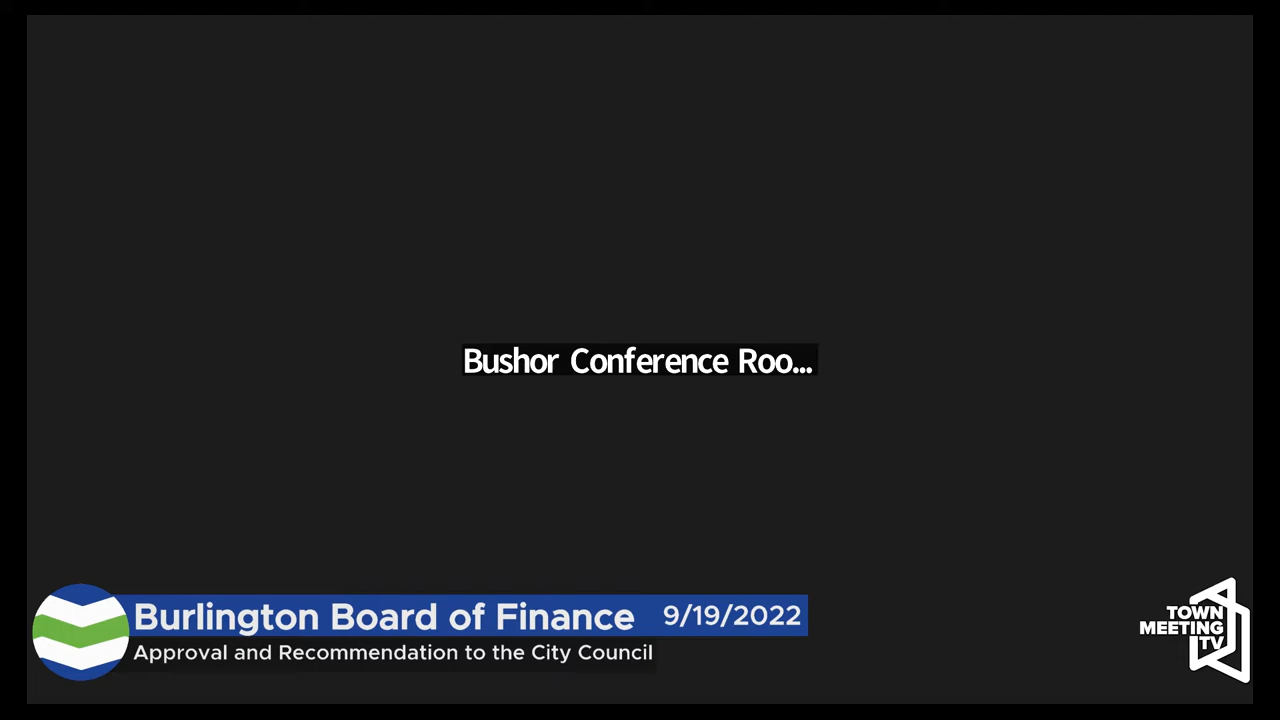 Bushor Conference Roo...
Burlington Board of Finance 9/19/2022
Approval and Recommendation to the City Council
TOWN
MEETING
TV